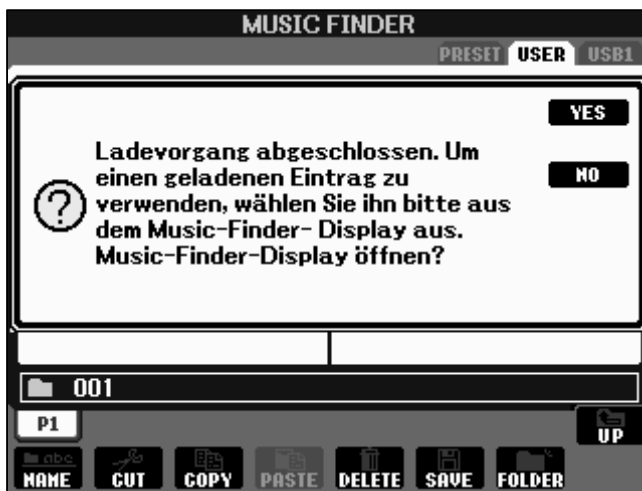 MUSIC FINDER
PRESET USER USB1
YES
Ladevorgang abgeschlossen. Um
einen geladenen Eintrag zu
NO
verwenden, wählen Sie ihn bitte aus
dem Music-Finder- Display aus.
Music-Finder-Display öffnen?
001
P1
UP
abc
NAME CUT COPY PASTE DELETE SAVE FOLDER